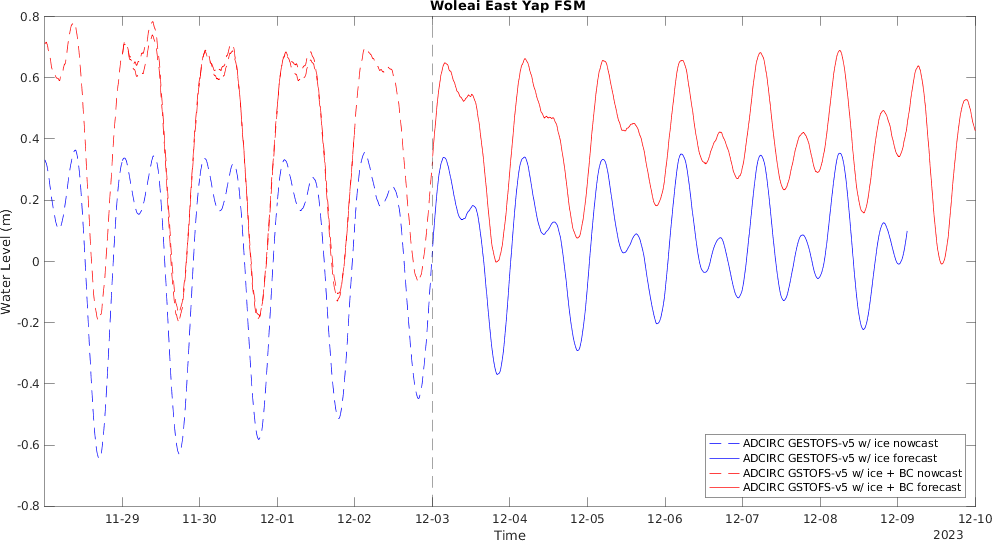 Woleai East Yap FSM
0.8
0.6
0.4
0.2
0
-0.2
-0.4
-0.6
-0.8
Water Level (m)
ADCIRC GESTOFS-v5 w/ ice nowcast
ADCIRC GESTOFS-v5 w/ ice forecast
ADCIRC GSTOFS-v5 w/ ice + BC nowcast
ADCIRC GSTOFS-v5 w/ ice + BC forecast
11-29 11-30 12-01 12-02 12-03 12-04 12-05 12-06 12-07 12-08 12-09 12-10
Time
2023